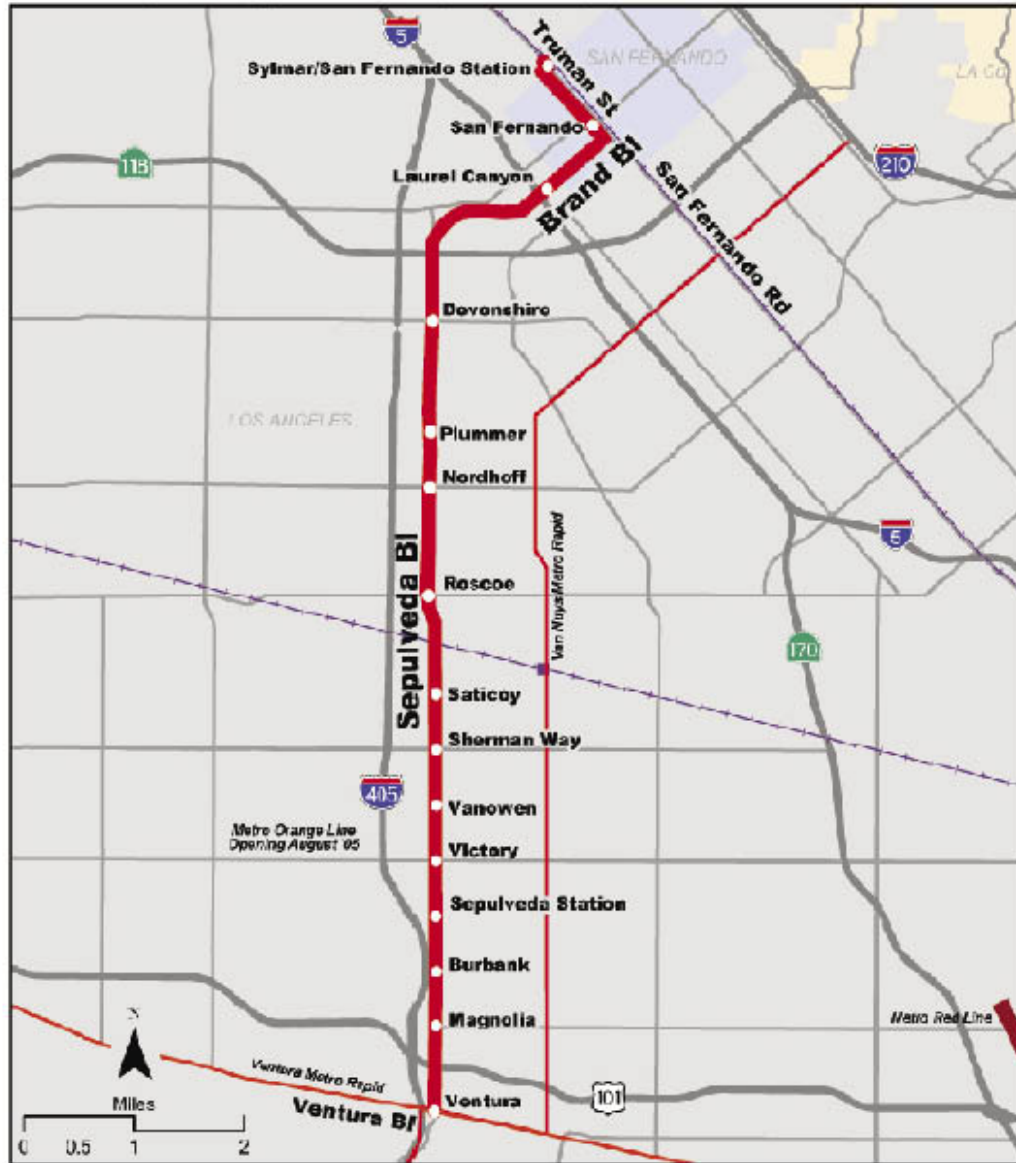 5
Truman St
SAN FERNANDO
LA Co
Sylmar/San Fernando Station
San Fernando
118
210
Laurel Canyon
Brand Bl
San Fernando Rd
Devonshire
LOS ANGELES
Plummer
Nordhoff
5
Sepulveda Bl
Van Nuys Metro Rapid
Roscoe
170
Saticoy
Sherman Way
405
Vanowen
Metro Orange Line
Opening August '05
Victory
Sepulveda Station
Burbank
Magnolia
Metro Red Line
N
Ventura Metro Rapid
Miles
Ventura Bl
Ventura
101
0 0.5 1 2